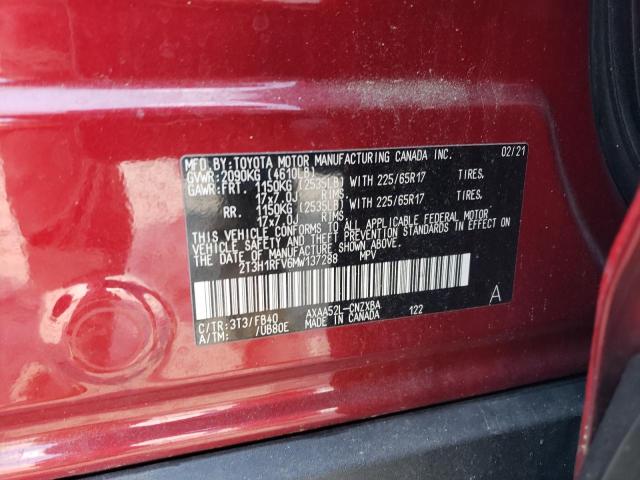 MFD. BY: TOYOTA MOTOR MANUFACTURING CANADA INC. 02/21
GVWR: 2090KG (4610LB)
GAWR: FRT. 1150KG (2535LB) WITH 225/65R17 TIRES,
17x7.0J RIMS,
RR. 1150KG (2535LB) WITH 225/65R17 TIRES,
17x7.0J RIMS,
THIS VEHICLE CONFORMS TO ALL APPLICABLE FEDERAL MOTOR
VEHICLE SAFETY AND THEFT PREVENTION STANDARDS IN EFFECT
ON THE DATE OF MANUFACTURE SHOWN ABOVE.
2T3H1RFV6MW137288 MPV
A
C/TR: 3T3/FB40 AXAA52L-CNZXBA
A/TM: /UB80E MADE IN CANADA 122